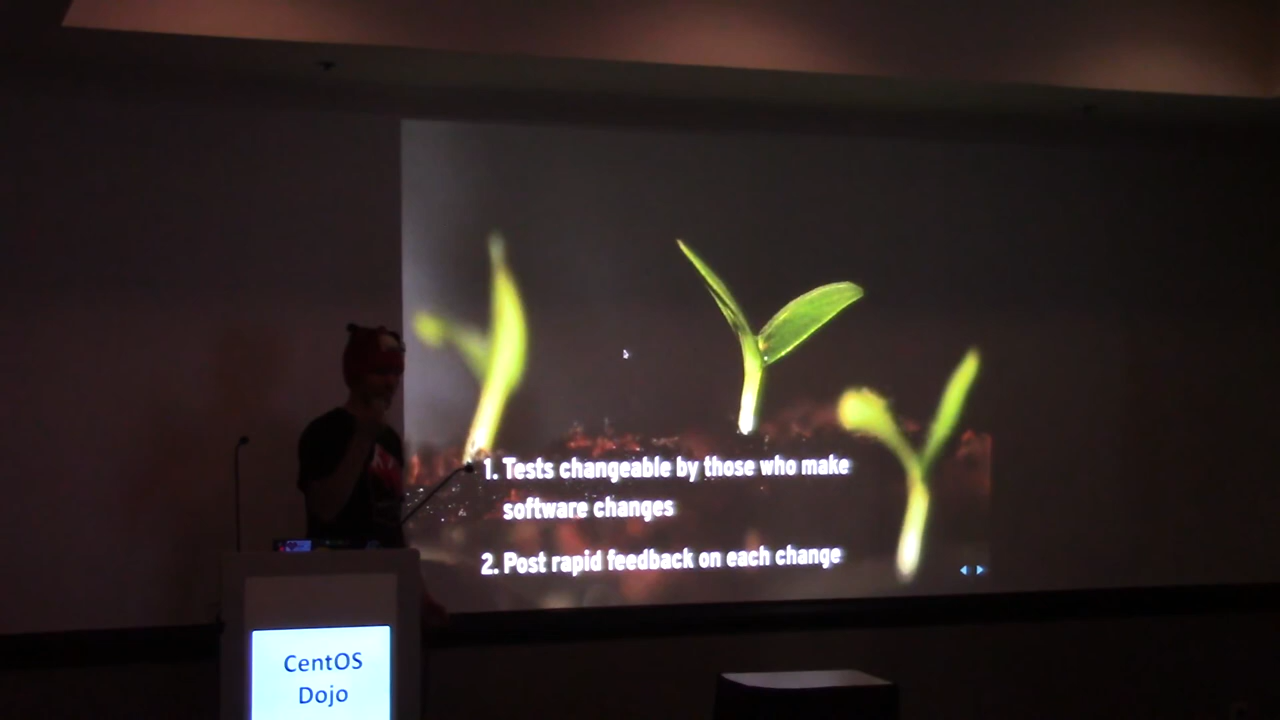 1. Tests changeable by those who make
software changes
2. Post rapid feedback on each change
CentOS
Dojo